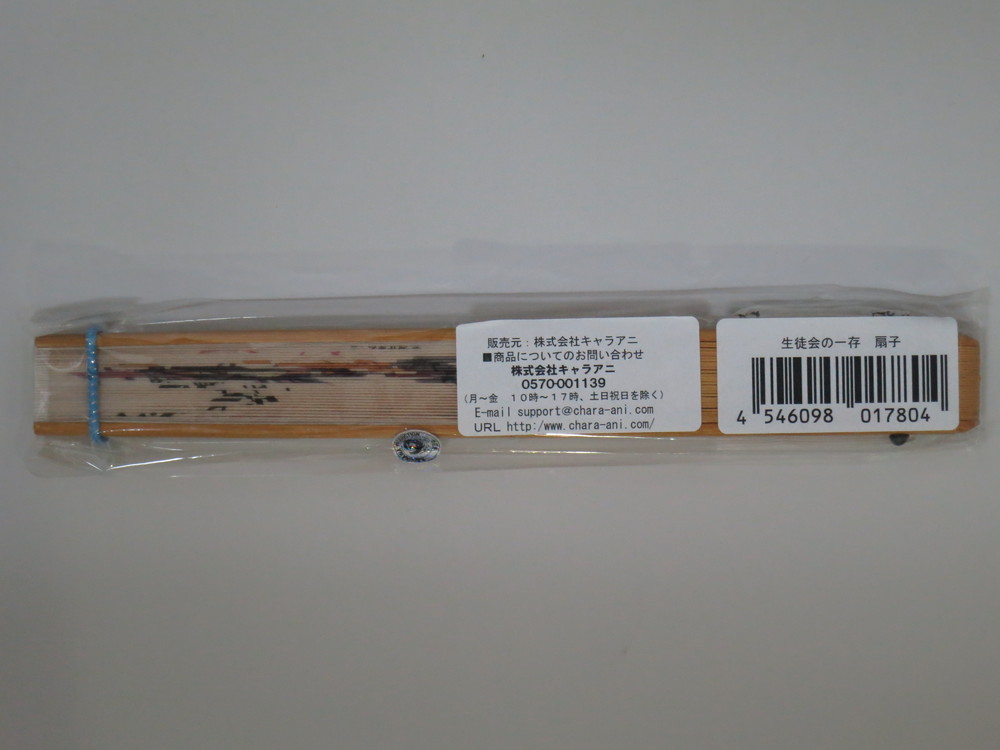 販売元：株式会社キャラアニ
■商品についてのお問い合わせ
株式会社キャラアニ
0570-001139
（月～金　１０時～１７時、土日祝日を除く）
E-mail support@chara-ani.com
URL http:/www.chara-ani.com/
生徒会の一存　扇子
4 546098 017804